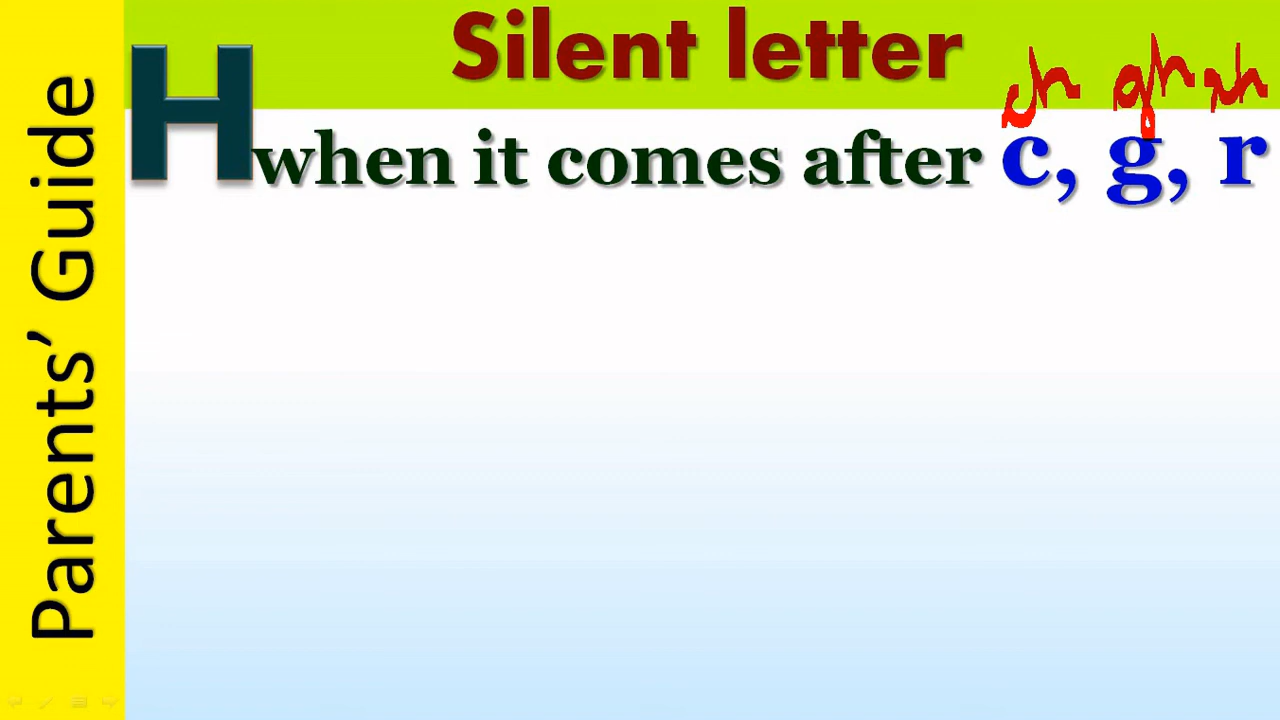 Parents' Guide
Silent letter
ch gh rh
H when it comes after c, g, r